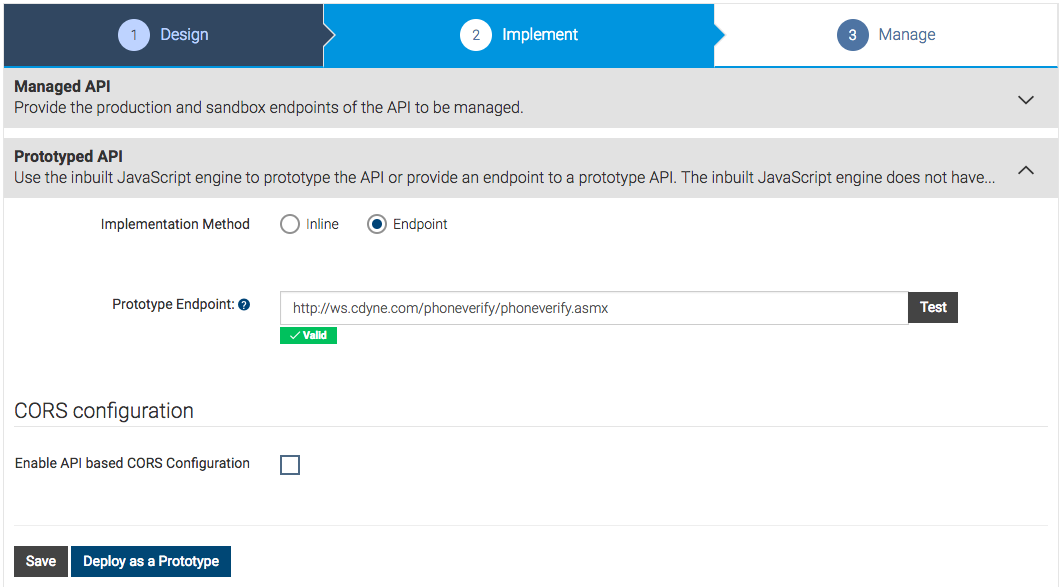 1 Design 2 Implement 3 Manage
Managed API
Provide the production and sandbox endpoints of the API to be managed.
Prototyped API
Use the inbuilt JavaScript engine to prototype the API or provide an endpoint to a prototype API. The inbuilt JavaScript engine does not have...
Implementation Method Inline Endpoint
Prototype Endpoint: ? http://ws.cdyne.com/phoneverify/phoneverify.asmx Test
✓ Valid
CORS configuration
Enable API based CORS Configuration
Save Deploy as a Prototype